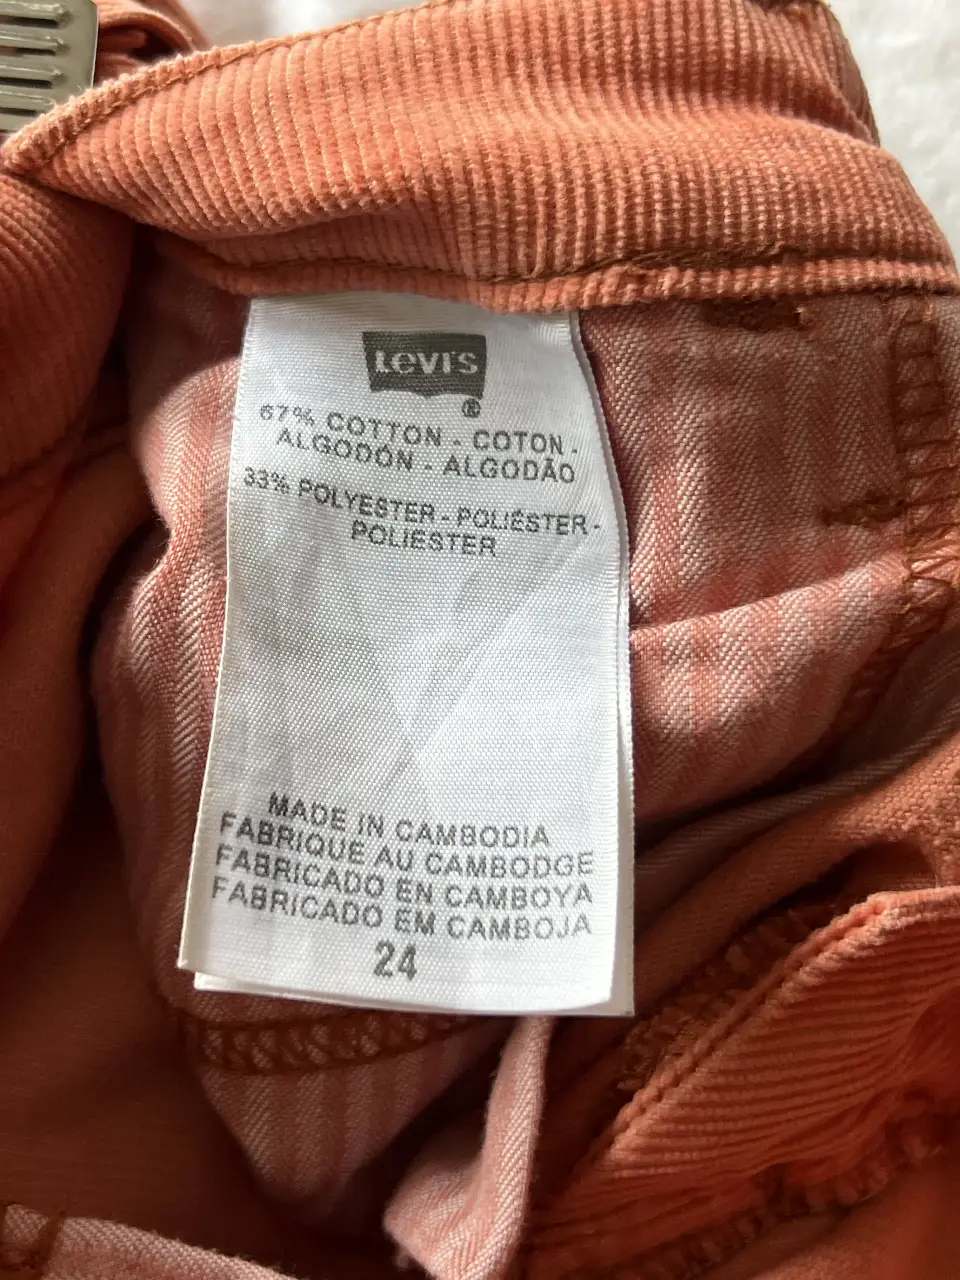 Levi's
®
67% COTTON - COTON -
ALGODÓN - ALGODÃO
33% POLYESTER - POLIÉSTER -
POLIESTER
MADE IN CAMBODIA
FABRIQUE AU CAMBODGE
FABRICADO EN CAMBOYA
FABRICADO EM CAMBOJA
24